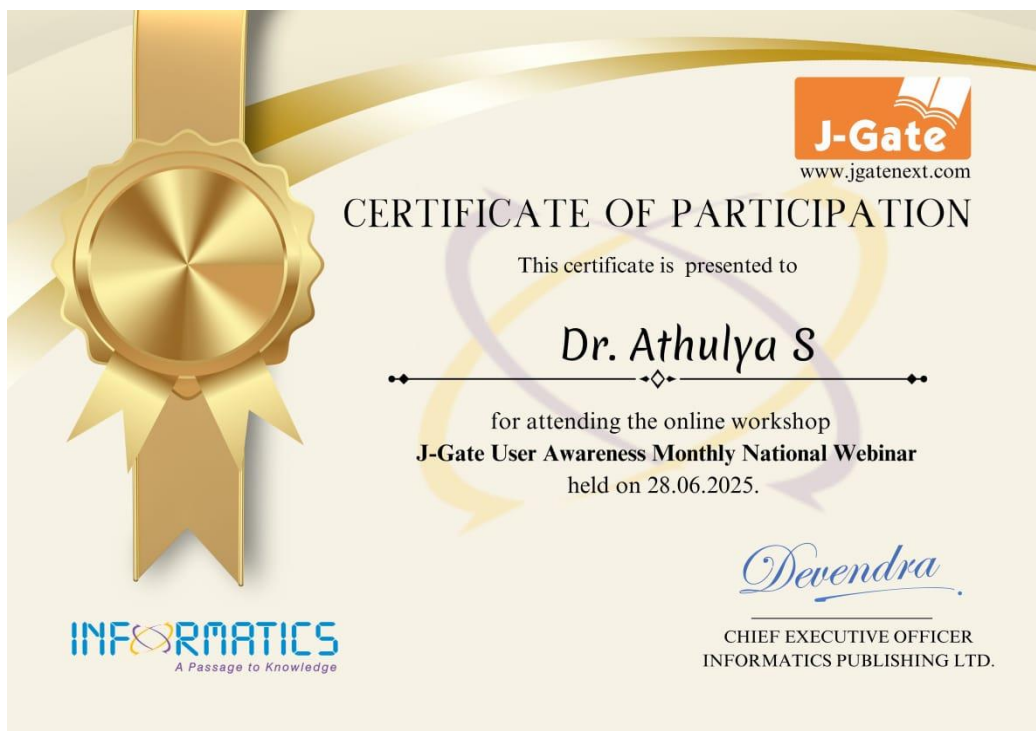 J-Gate
www.jgatenext.com
CERTIFICATE OF PARTICIPATION
This certificate is presented to
Dr. Athulya S
for attending the online workshop
J-Gate User Awareness Monthly National Webinar
held on 28.06.2025.
Devendra
CHIEF EXECUTIVE OFFICER
INFORMATICS PUBLISHING LTD.
INFORMATICS
A Passage to Knowledge